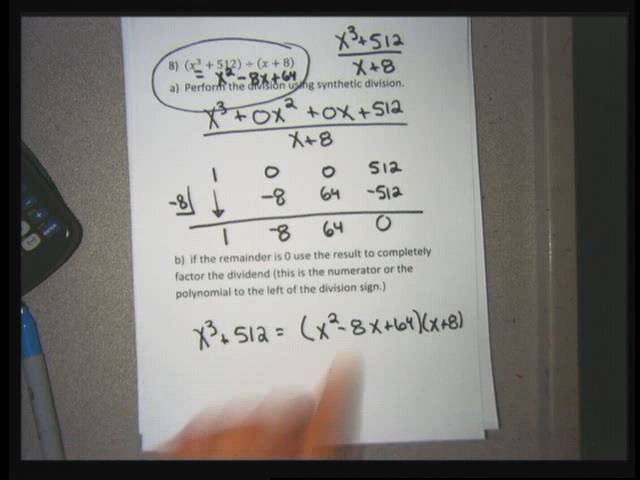 x³+512
x+8
8) (x³ + 512) ÷ (x + 8)
= x²-8x+64
a) Perform the division using synthetic division.
x³+0x²+0x+512
x+8
1 0 0 512
-8 ↓ -8 64 -512
1 -8 64 0
b) if the remainder is 0 use the result to completely
factor the dividend (this is the numerator or the
polynomial to the left of the division sign.)
x³+512 = (x²-8x+64)(x+8)